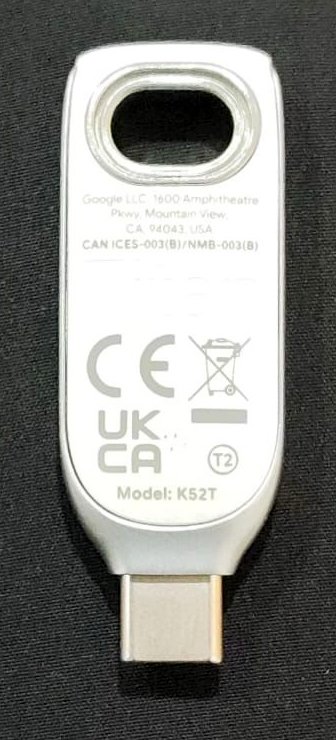 Google LLC, 1600 Amphitheatre
Pkwy, Mountain View,
CA, 94043, USA
CAN ICES-003(B)/NMB-003(B)
CE
UK
CA
T2
Model: K52T